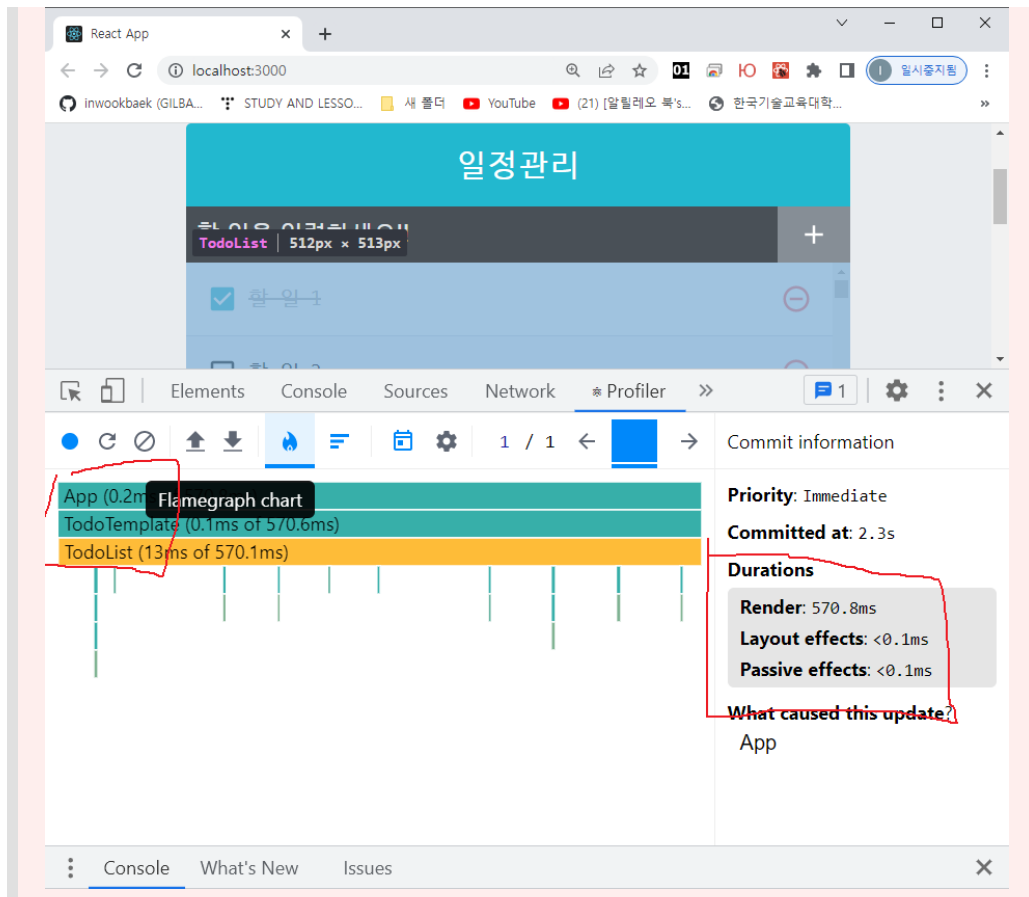 React App
localhost:3000
01
일시중지됨
inwookbaek (GILBA...
STUDY AND LESSO...
새 폴더
YouTube
(21) [알릴레오 북's...
한국기술교육대학...
일정관리
TodoList | 512px × 513px
할 일 1
Elements
Console
Sources
Network
Profiler
1
1 / 1
Commit information
App (0.2m
Flamegraph chart
TodoTemplate (0.1ms of 570.6ms)
TodoList (13ms of 570.1ms)
Priority: Immediate
Committed at: 2.3s
Durations
Render: 570.8ms
Layout effects: <0.1ms
Passive effects: <0.1ms
What caused this update?
App
Console
What's New
Issues